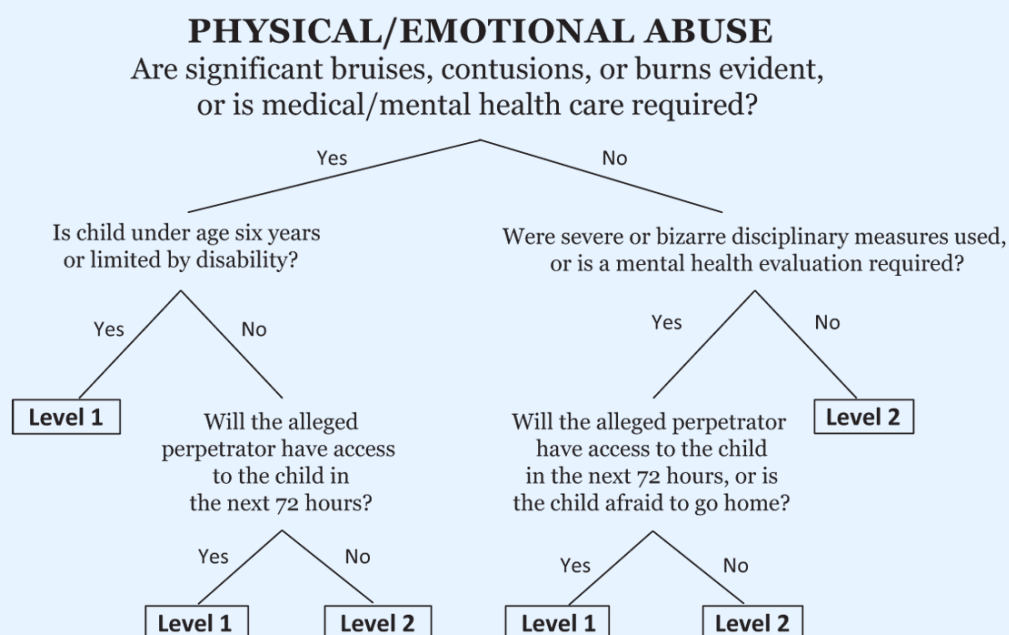 PHYSICAL/EMOTIONAL ABUSE
Are significant bruises, contusions, or burns evident,
or is medical/mental health care required?
Yes
No
Is child under age six years
or limited by disability?
Were severe or bizarre disciplinary measures used,
or is a mental health evaluation required?
Yes
No
Yes
No
Level 1
Will the alleged
perpetrator have access
to the child in
the next 72 hours?
Will the alleged perpetrator
have access to the child
in the next 72 hours, or is
the child afraid to go home?
Level 2
Yes
No
Yes
No
Level 1
Level 2
Level 1
Level 2